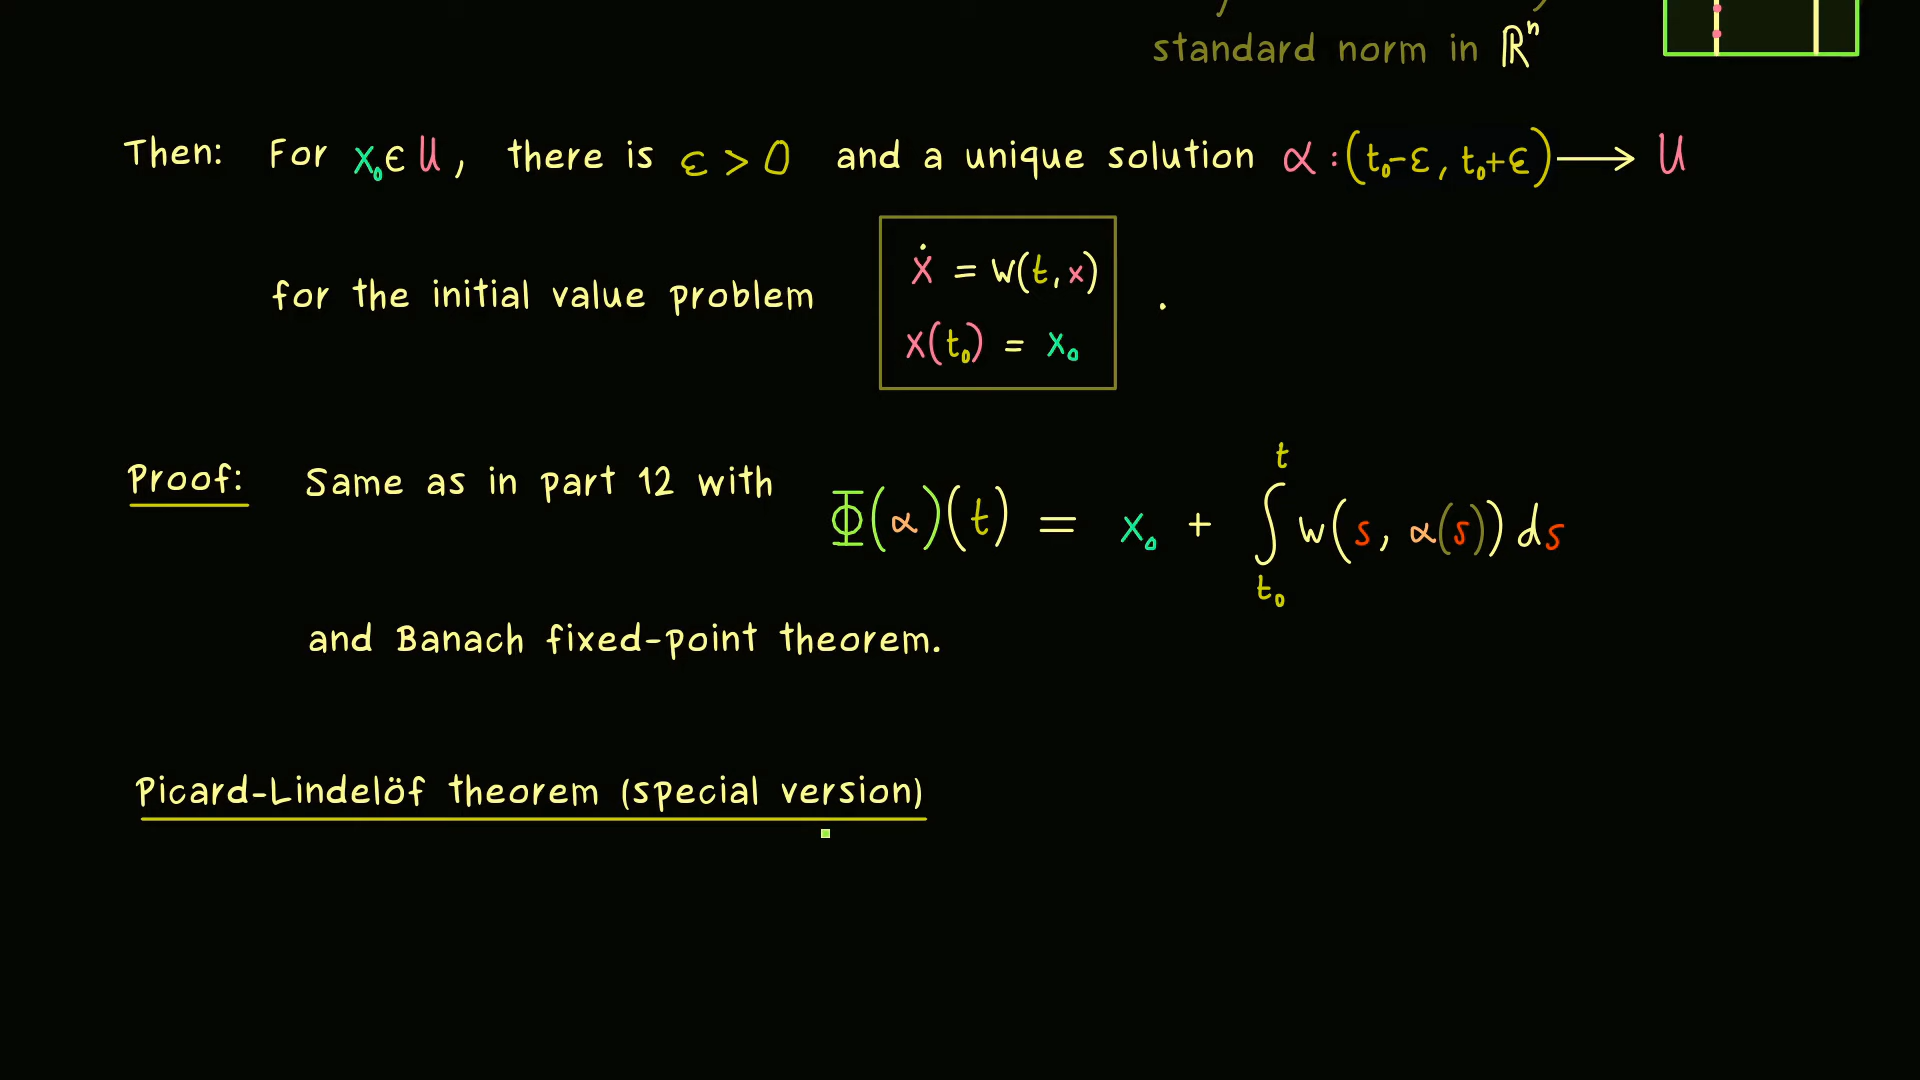 standard norm in ℝⁿ
Then: For x₀ ∈ U, there is ε > 0 and a unique solution α : (t₀-ε, t₀+ε) ⟶ U
for the initial value problem ẋ = w(t, x) .
x(t₀) = x₀
Proof: Same as in part 12 with Φ(α)(t) = x₀ + ∫_{t₀}^{t} w(s, α(s)) ds
and Banach fixed-point theorem.
Picard-Lindelöf theorem (special version)